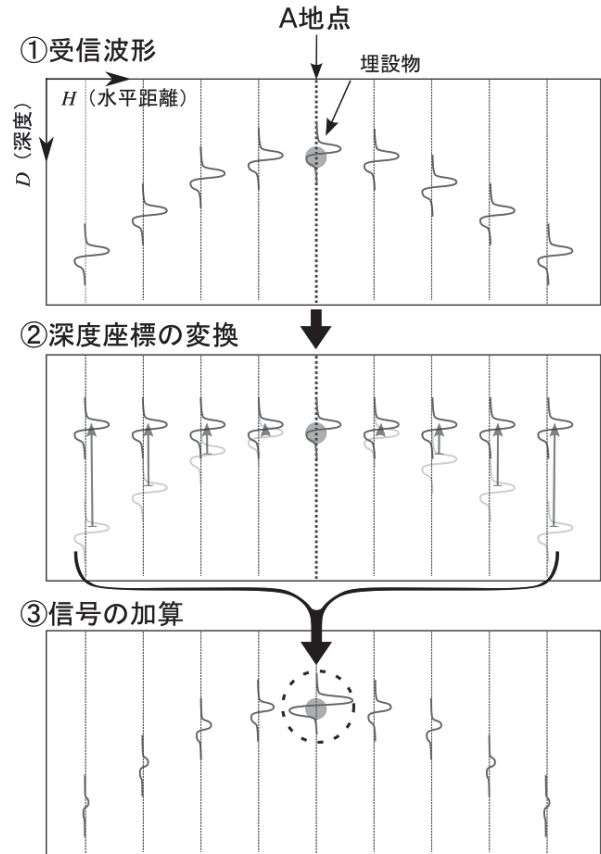 A地点
①受信波形
埋設物
H（水平距離）
D（深度）
②深度座標の変換
③信号の加算